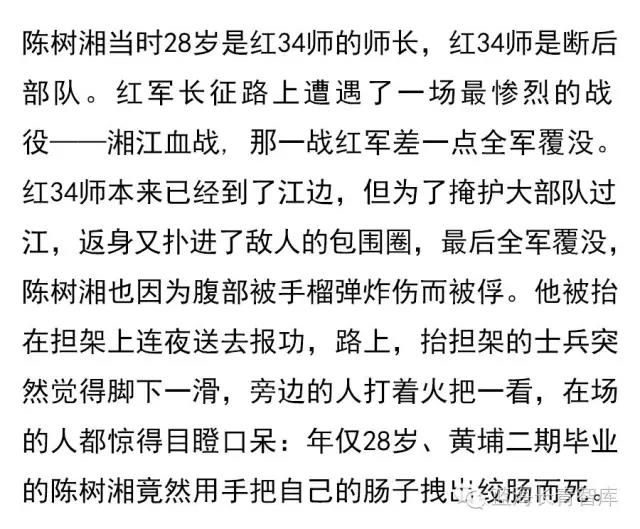 陈树湘当时28岁是红34师的师长，红34师是断后
部队。红军长征路上遭遇了一场最惨烈的战
役——湘江血战，那一战红军差一点全军覆没。
红34师本来已经到了江边，但为了掩护大部队过
江，返身又扑进了敌人的包围圈，最后全军覆没，
陈树湘也因为腹部被手榴弹炸伤而被俘。他被抬
在担架上连夜送去报功，路上，抬担架的士兵突
然觉得脚下一滑，旁边的人打着火把一看，在场
的人都惊得目瞪口呆：年仅28岁、黄埔二期毕业
的陈树湘竟然用手把自己的肠子拽出绞肠而死。
蓝海长青智库